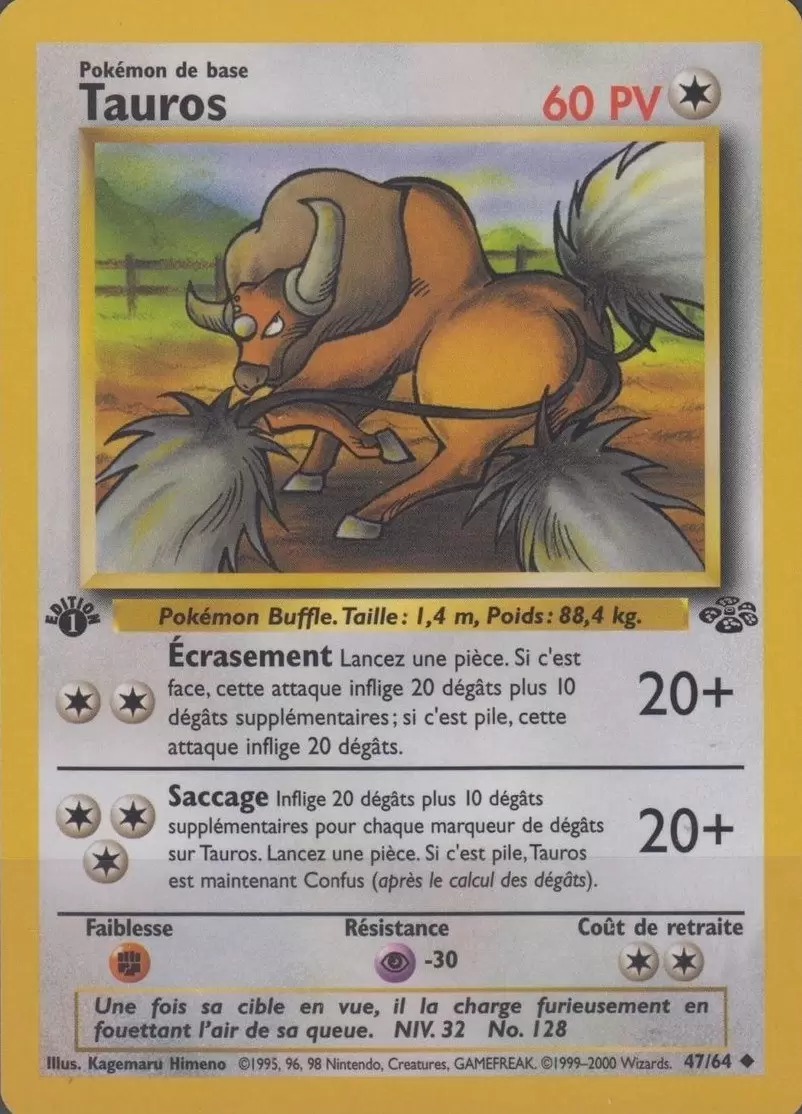 Pokémon de base
Tauros
60 PV
EDITION
1
Pokémon Buffle. Taille: 1,4 m, Poids: 88,4 kg.
Écrasement Lancez une pièce. Si c'est
face, cette attaque inflige 20 dégâts plus 10
dégâts supplémentaires; si c'est pile, cette
attaque inflige 20 dégâts.
20+
Saccage Inflige 20 dégâts plus 10 dégâts
supplémentaires pour chaque marqueur de dégâts
sur Tauros. Lancez une pièce. Si c'est pile, Tauros
est maintenant Confus (après le calcul des dégâts).
20+
Faiblesse
Résistance
-30
Coût de retraite
Une fois sa cible en vue, il la charge furieusement en
fouettant l'air de sa queue. NIV. 32 No. 128
Illus. Kagemaru Himeno ©1995, 96, 98 Nintendo, Creatures, GAMEFREAK. ©1999–2000 Wizards. 47/64